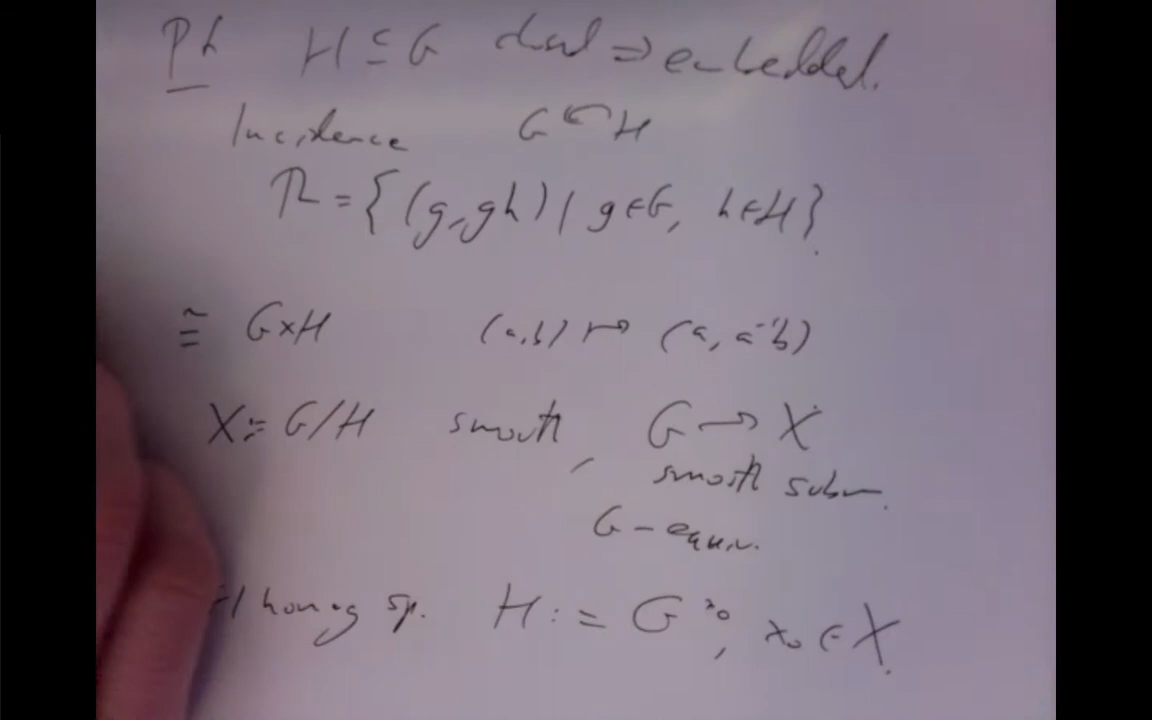 Pf H ⊆ G closed ⇒ embedded.
Incidence G ↩ H
R = {(g, gh) | g ∈ G, h ∈ H}.
≅ G×H (a,b) ↦ (a, a⁻¹b)
X := G/H smooth, G → X
smooth subm.
G-equiv.
homog sp. H := G^{x₀}, x₀ ∈ X.